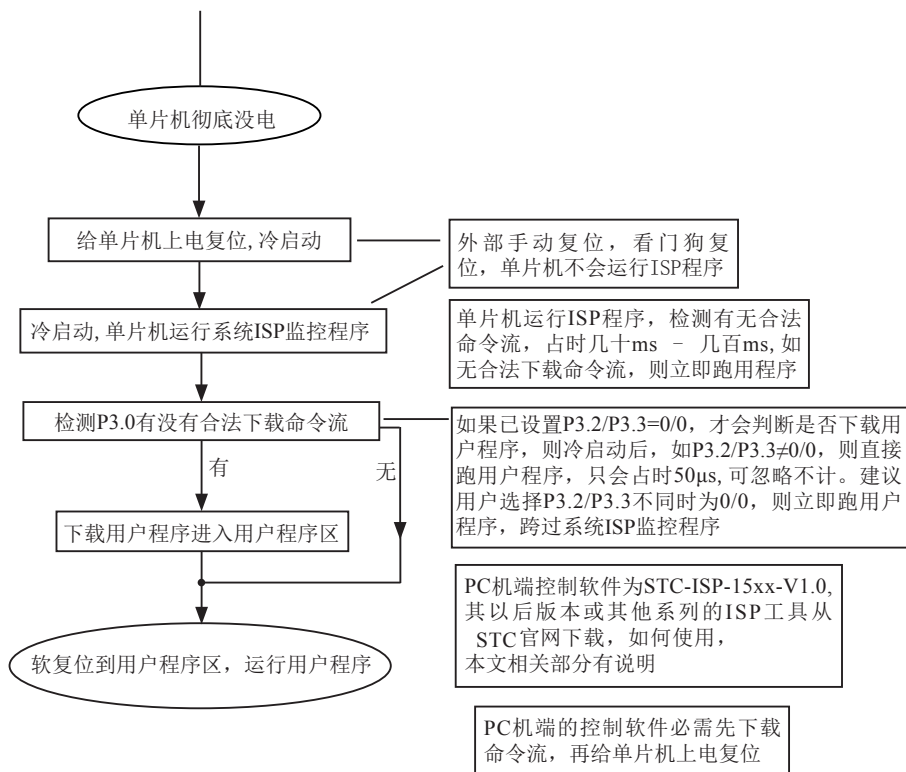 单片机彻底没电
给单片机上电复位,冷启动
外部手动复位，看门狗复
位，单片机不会运行ISP程序
冷启动,单片机运行系统ISP监控程序
单片机运行ISP程序，检测有无合法
命令流，占时几十ms － 几百ms,如
无合法下载命令流，则立即跑用程序
检测P3.0有没有合法下载命令流
如果已设置P3.2/P3.3=0/0，才会判断是否下载用
户程序，则冷启动后，如P3.2/P3.3≠0/0，则直接
跑用户程序，只会占时50μs,可忽略不计。建议
用户选择P3.2/P3.3不同时为0/0，则立即跑用户
程序，跨过系统ISP监控程序
有
无
下载用户程序进入用户程序区
PC机端控制软件为STC-ISP-15xx-V1.0,
其以后版本或其他系列的ISP工具从
STC官网下载，如何使用，
本文相关部分有说明
软复位到用户程序区，运行用户程序
PC机端的控制软件必需先下载
命令流，再给单片机上电复位